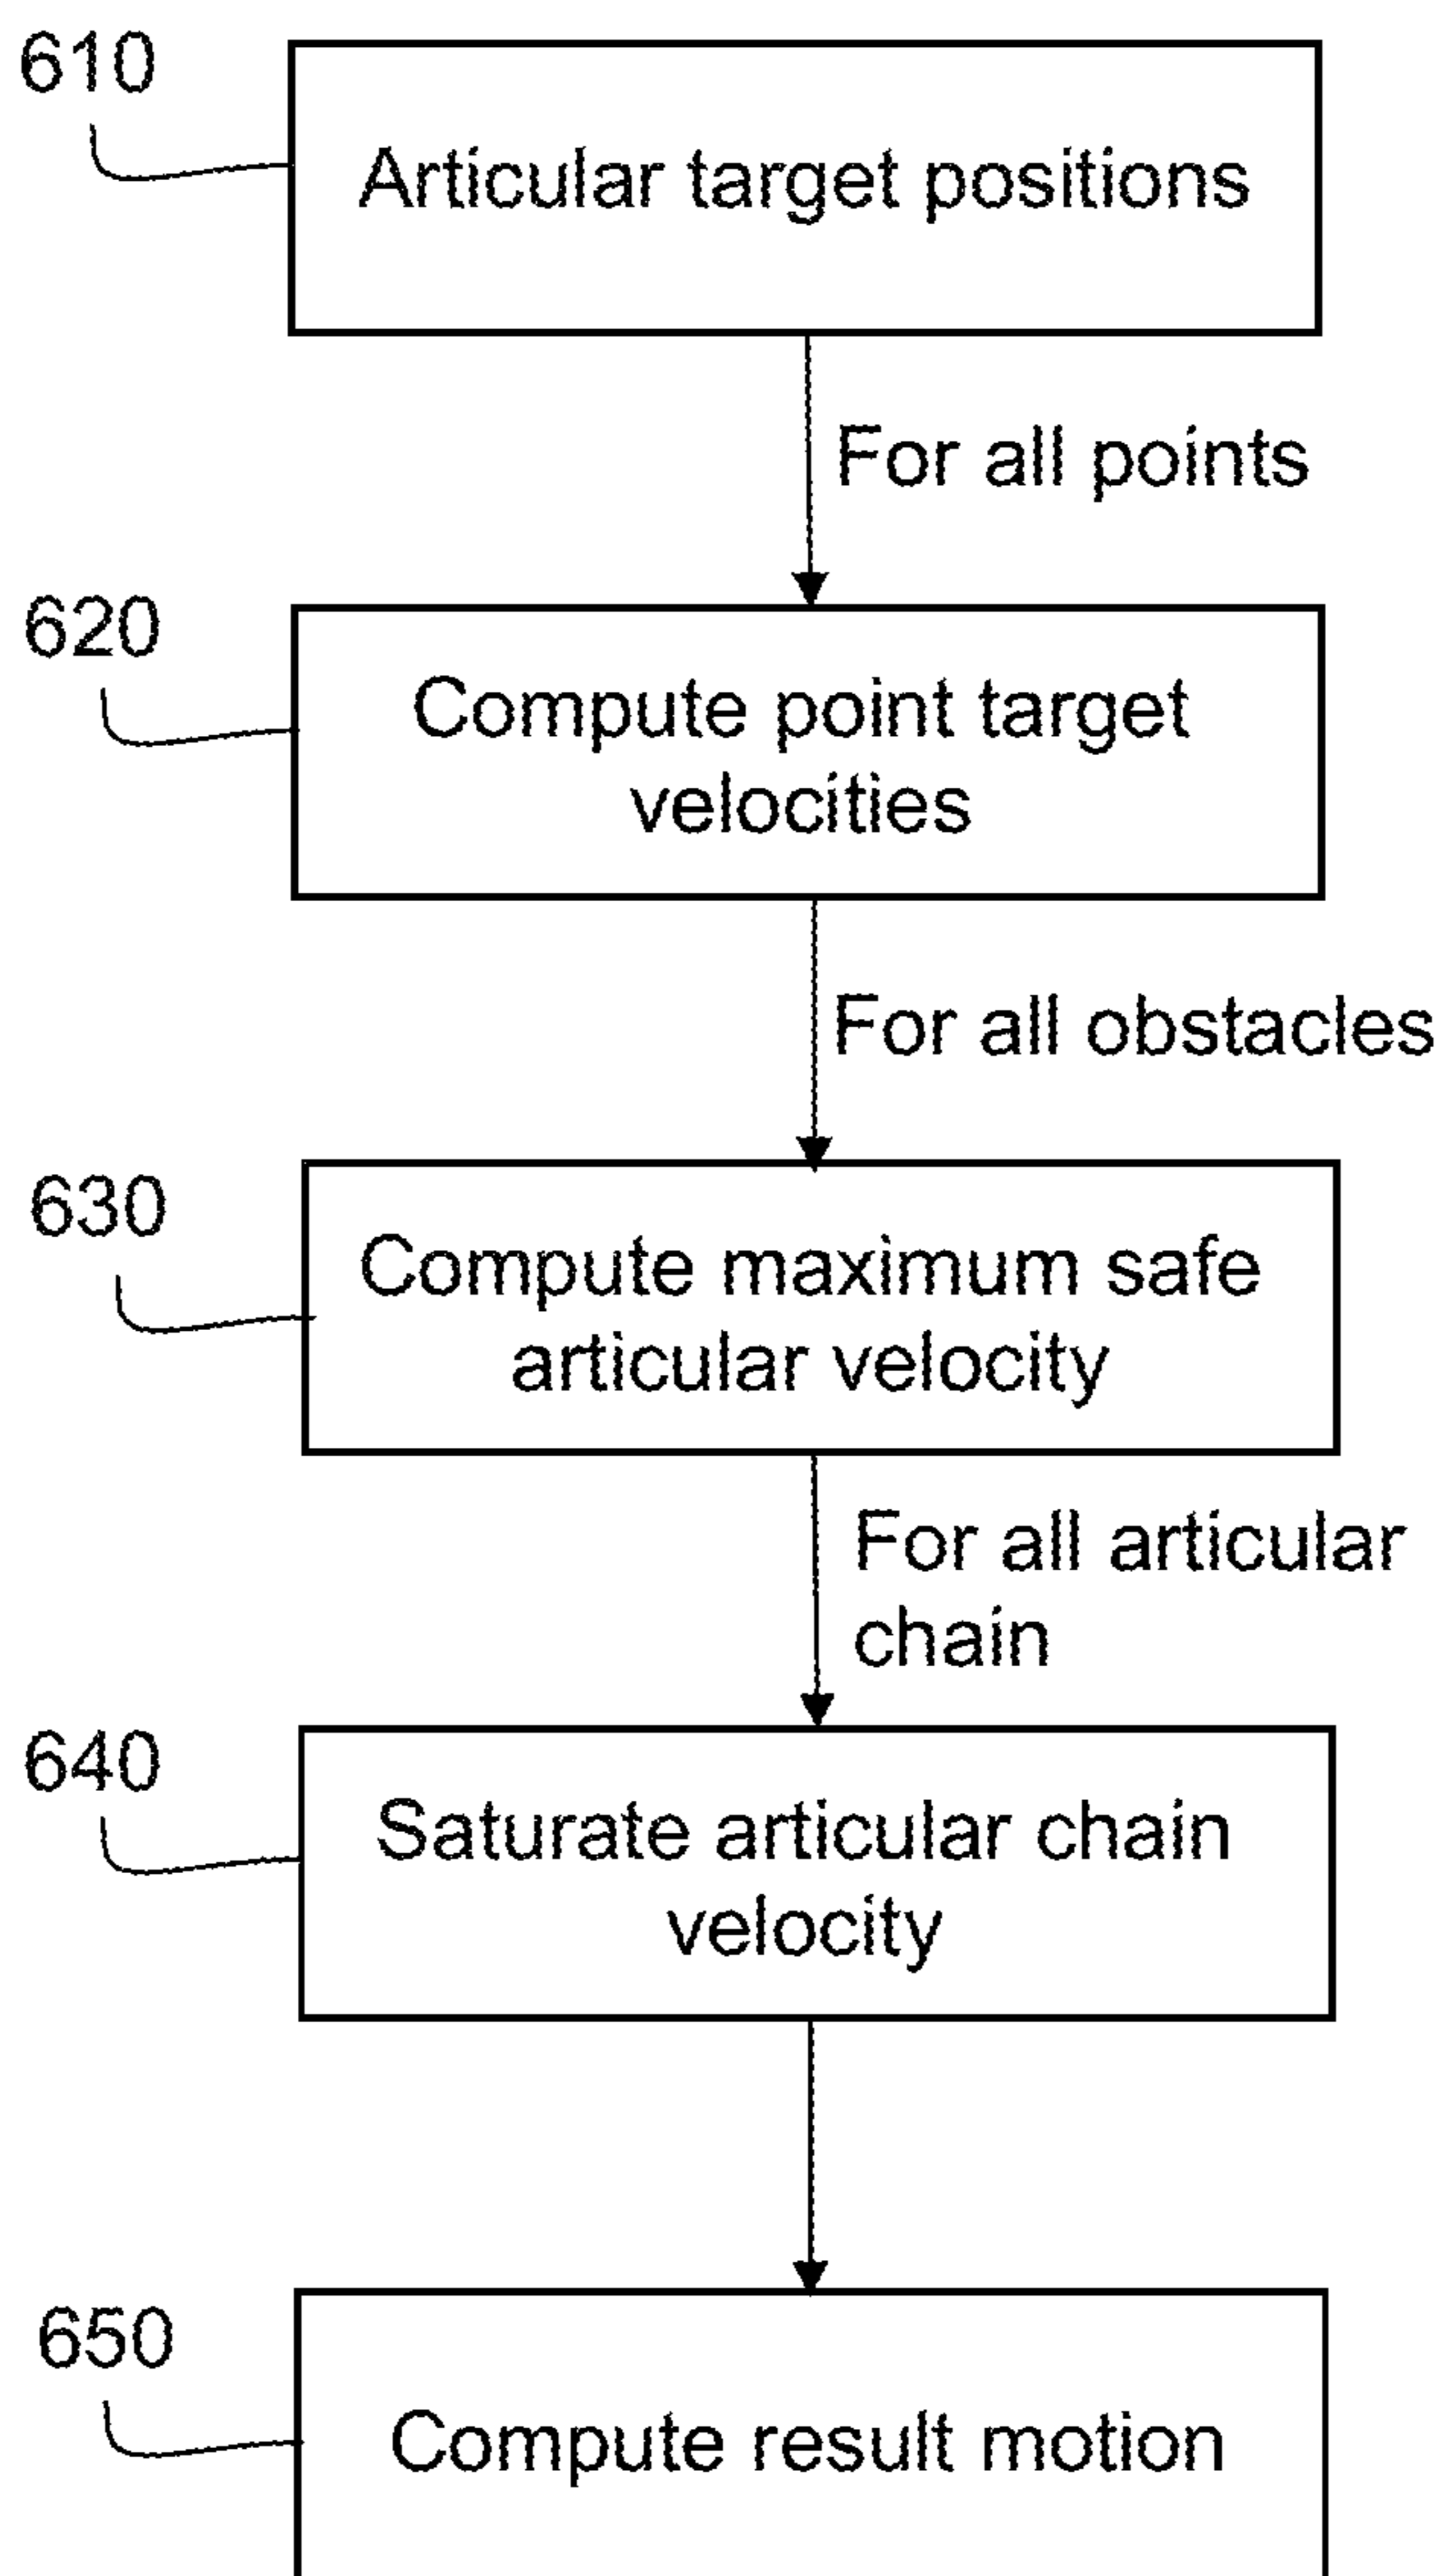 610
Articular target positions
For all points
620
Compute point target
velocities
For all obstacles
630
Compute maximum safe
articular velocity
For all articular
chain
640
Saturate articular chain
velocity
650
Compute result motion